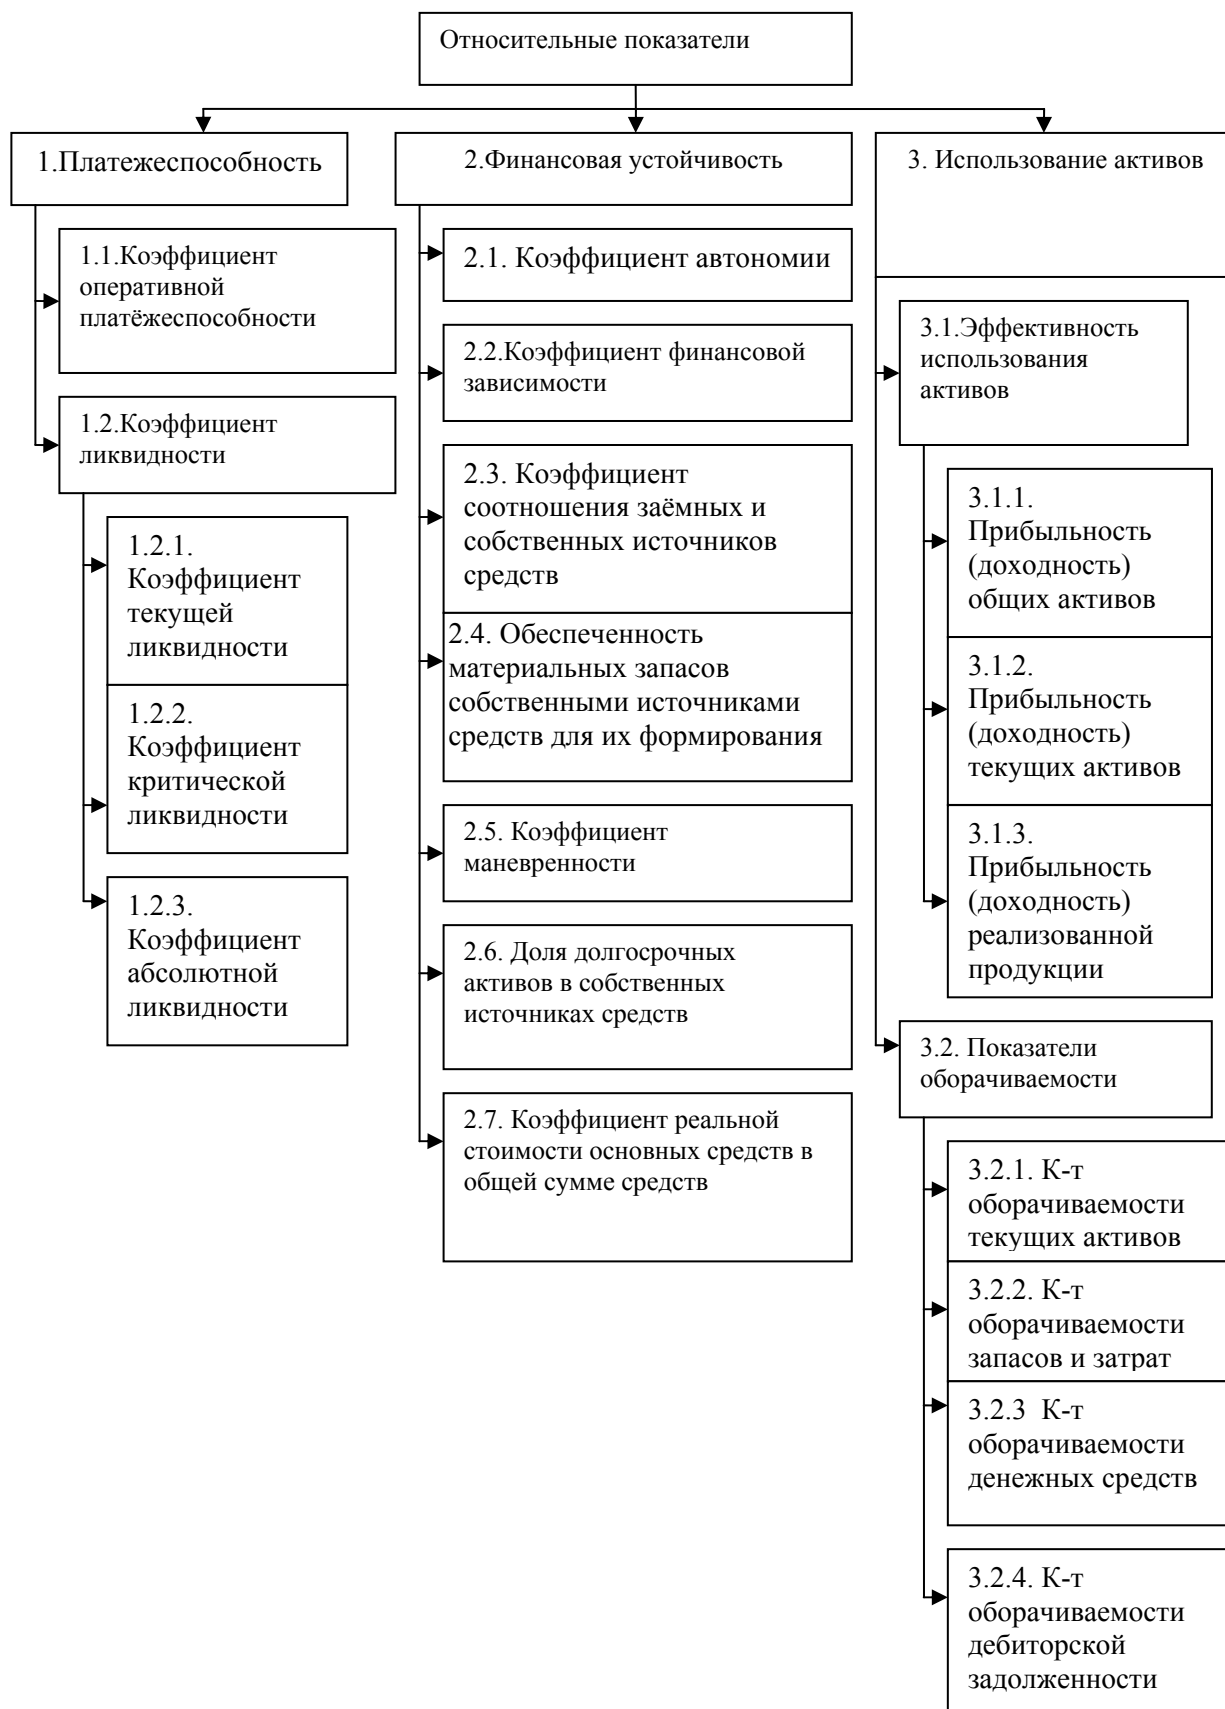 Относительные показатели
1.Платежеспособность
2.Финансовая устойчивость
3. Использование активов
1.1.Коэффициент
оперативной
платёжеспособности
1.2.Коэффициент
ликвидности
1.2.1.
Коэффициент
текущей
ликвидности
1.2.2.
Коэффициент
критической
ликвидности
1.2.3.
Коэффициент
абсолютной
ликвидности
2.1. Коэффициент автономии
2.2.Коэффициент финансовой
зависимости
2.3. Коэффициент
соотношения заёмных и
собственных источников
средств
2.4. Обеспеченность
материальных запасов
собственными источниками
средств для их формирования
2.5. Коэффициент
маневренности
2.6. Доля долгосрочных
активов в собственных
источниках средств
2.7. Коэффициент реальной
стоимости основных средств в
общей сумме средств
3.1.Эффективность
использования
активов
3.1.1.
Прибыльность
(доходность)
общих активов
3.1.2.
Прибыльность
(доходность)
текущих активов
3.1.3.
Прибыльность
(доходность)
реализованной
продукции
3.2. Показатели
оборачиваемости
3.2.1. К-т
оборачиваемости
текущих активов
3.2.2. К-т
оборачиваемости
запасов и затрат
3.2.3  К-т
оборачиваемости
денежных средств
3.2.4. К-т
оборачиваемости
дебиторской
задолженности